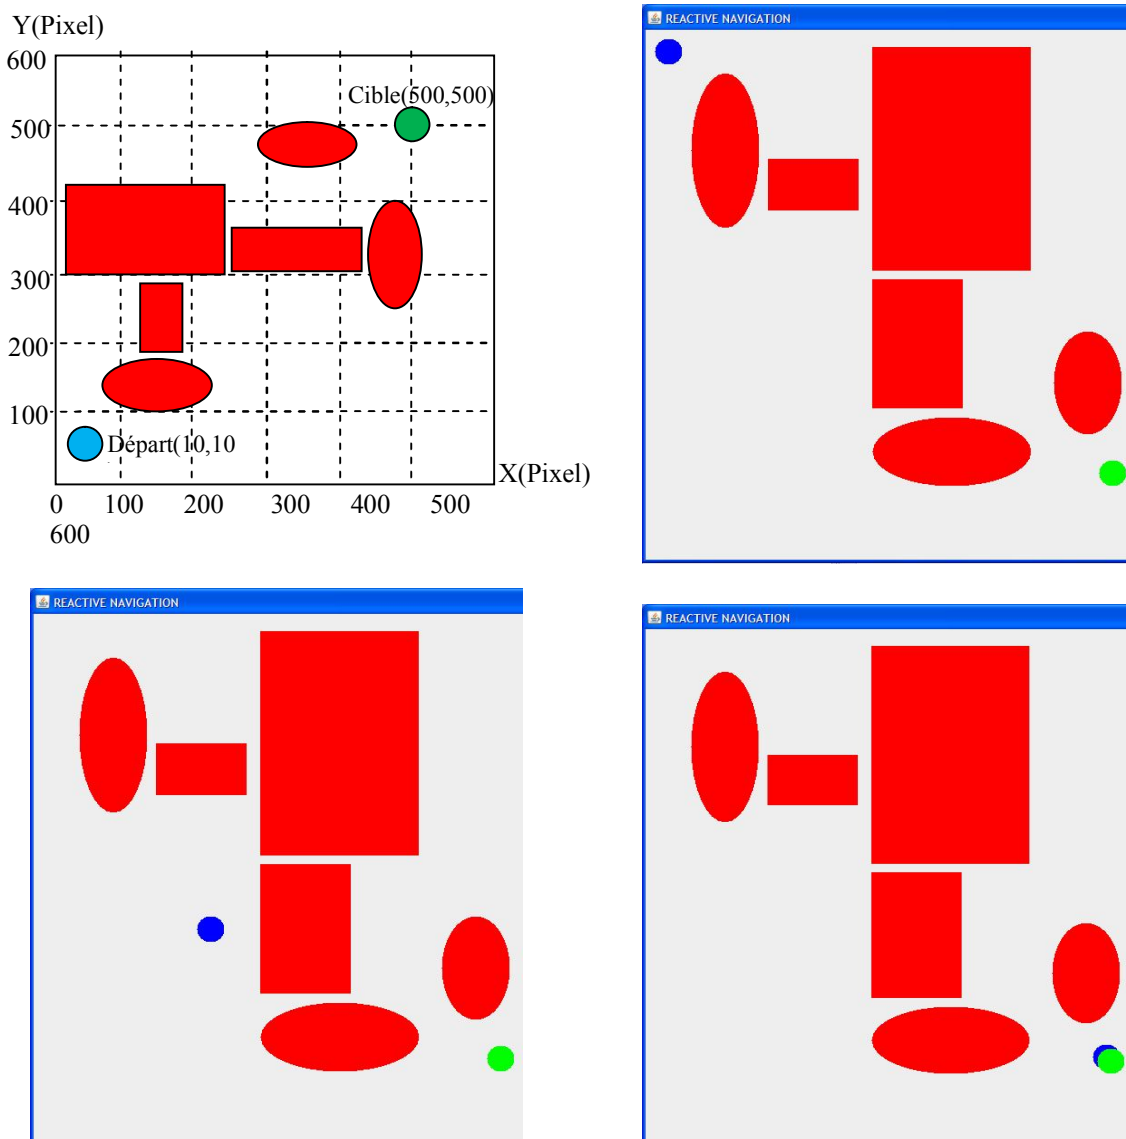 Y(Pixel)
600
Cible(500,500)
500
400
300
200
100
Départ(10,10
X(Pixel)
0 100 200 300 400 500
600
REACTIVE NAVIGATION
REACTIVE NAVIGATION
REACTIVE NAVIGATION